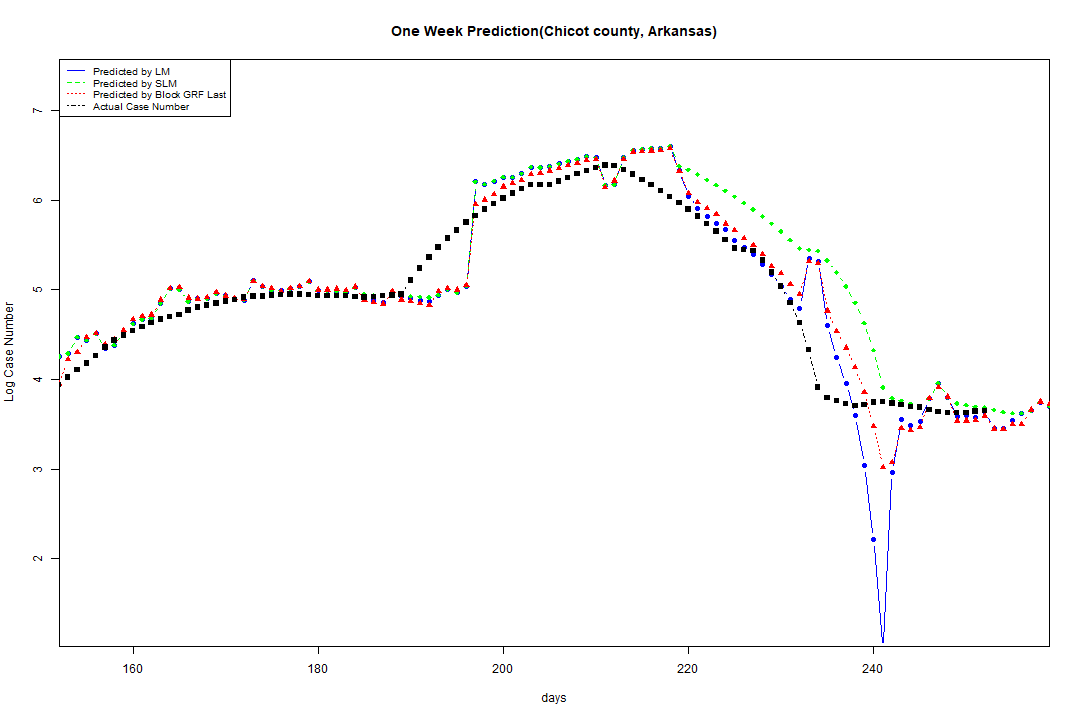 One Week Prediction(Chicot county, Arkansas)
Predicted by LM
Predicted by SLM
Predicted by Block GRF Last
Actual Case Number
7
6
5
4
3
2
Log Case Number
160 180 200 220 240
days